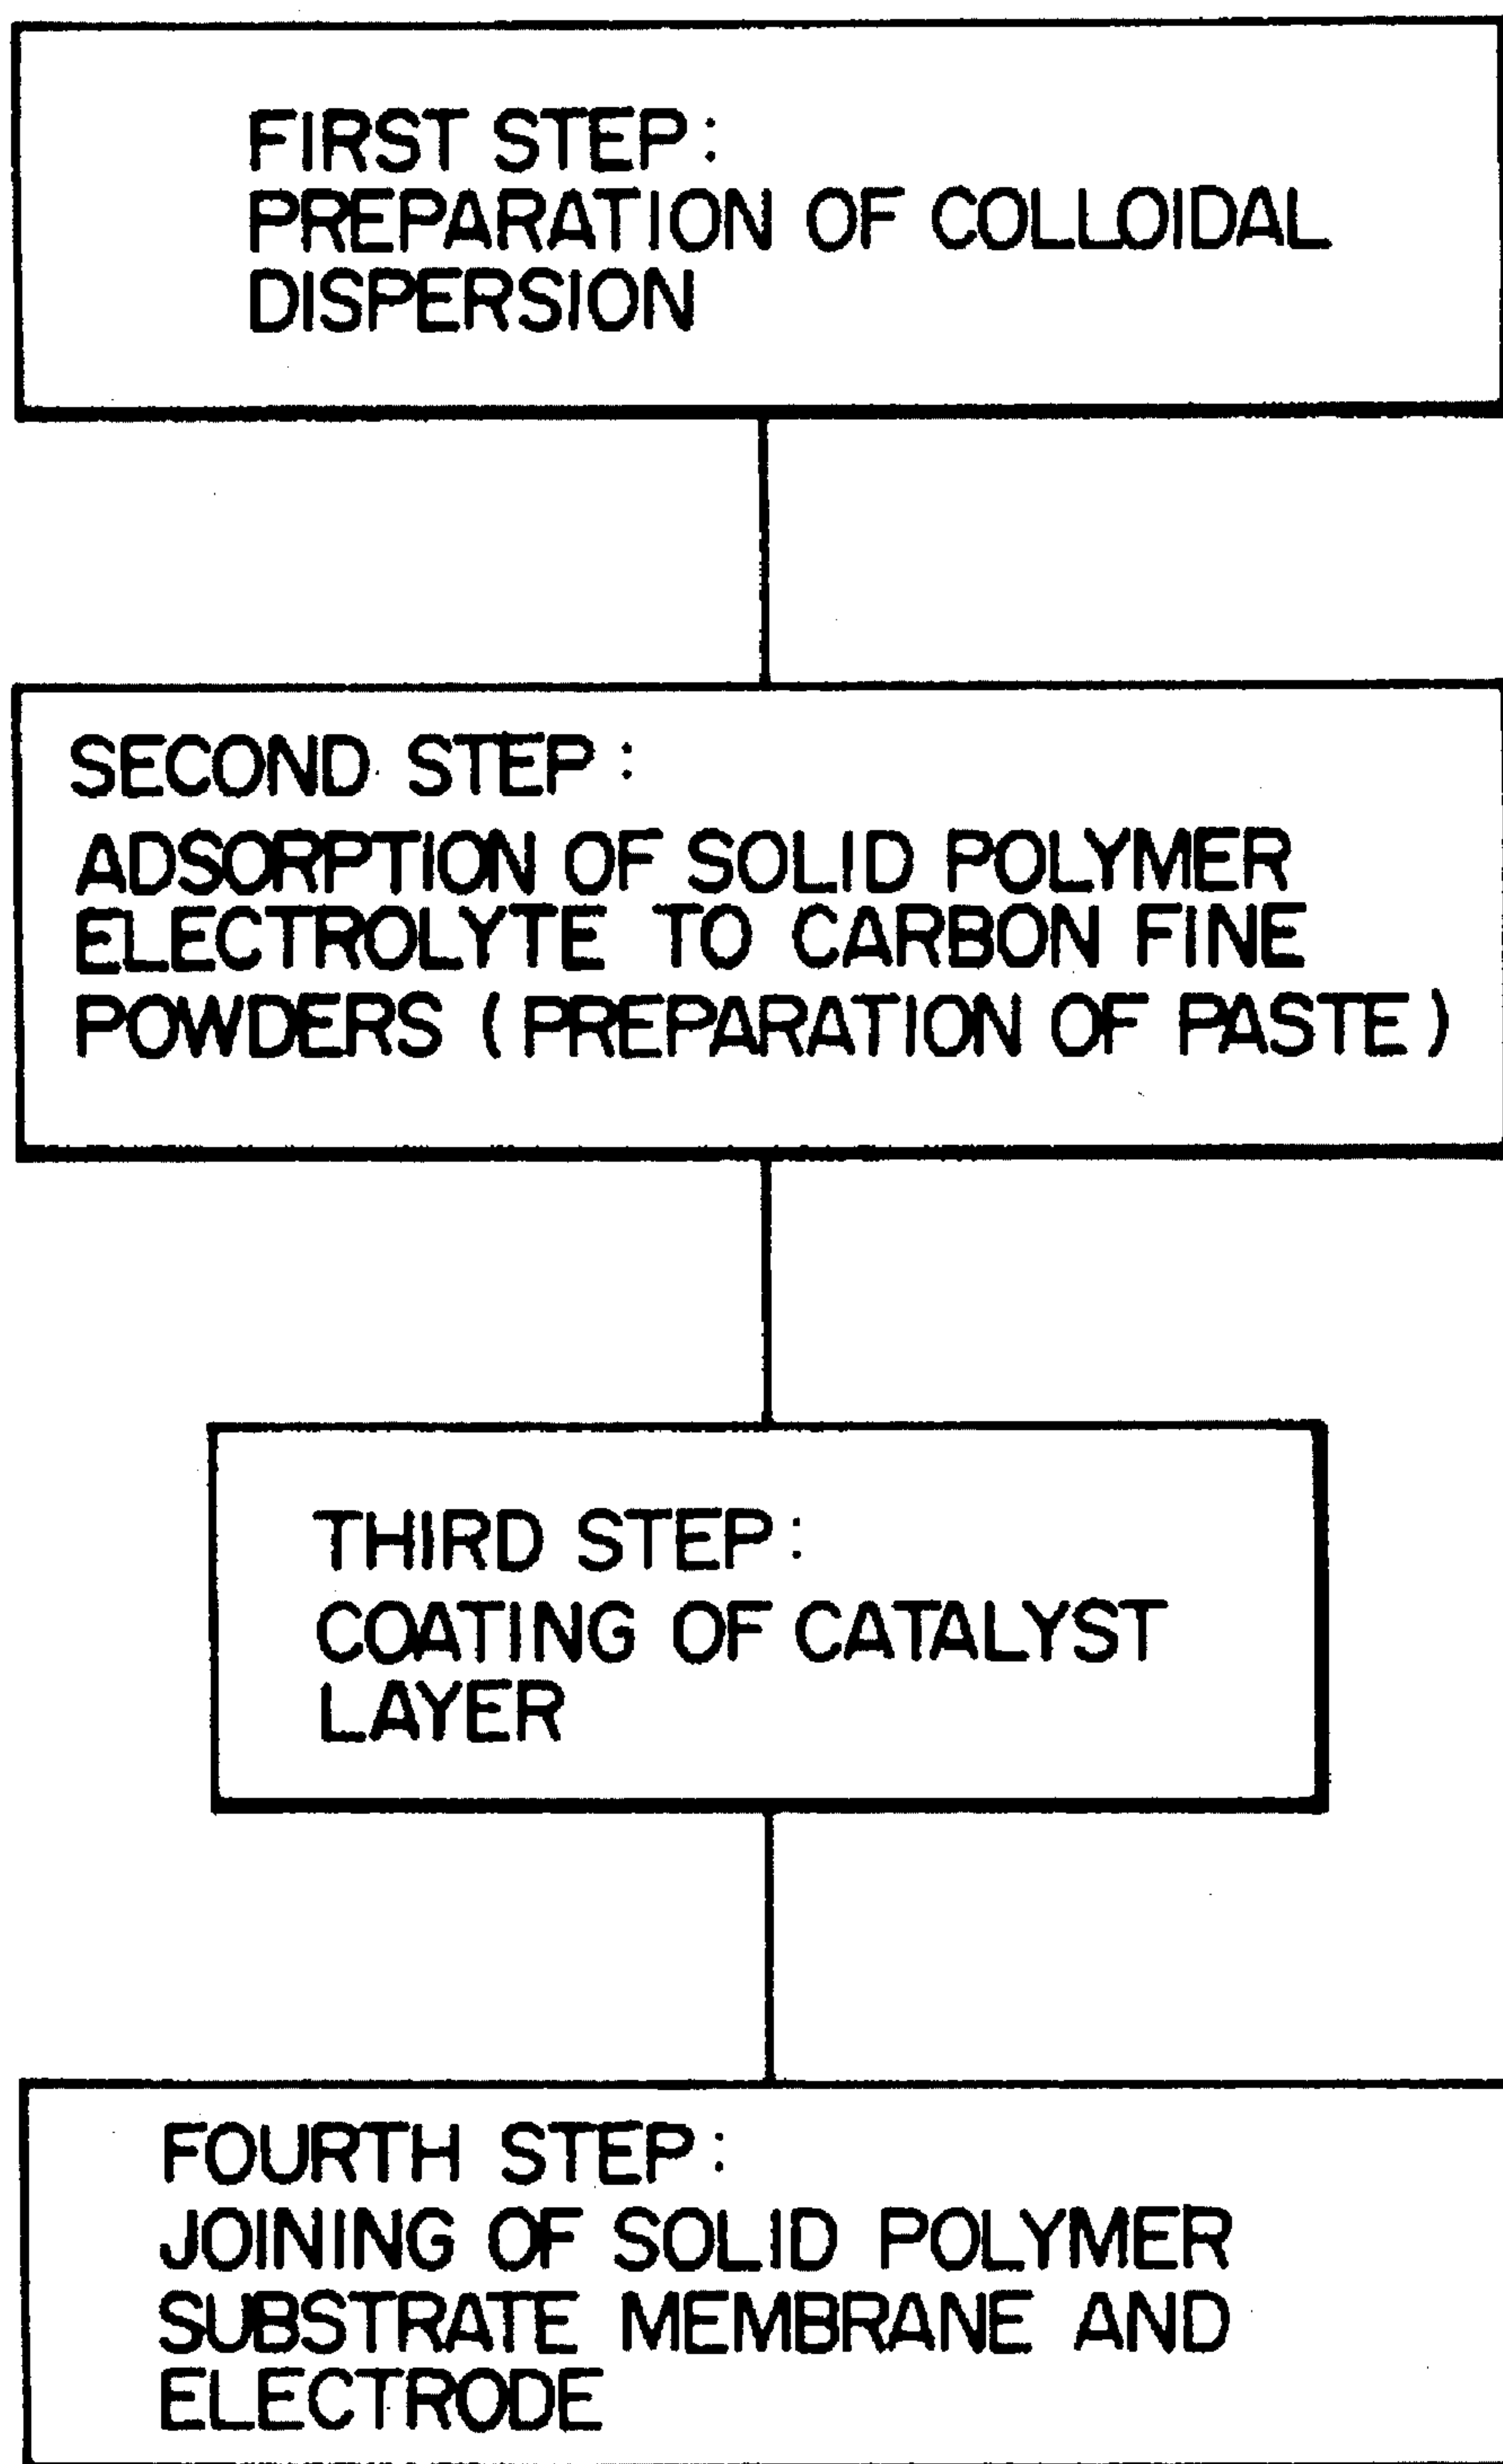 FIRST STEP:
PREPARATION OF COLLOIDAL
DISPERSION
SECOND STEP:
ADSORPTION OF SOLID POLYMER
ELECTROLYTE TO CARBON FINE
POWDERS (PREPARATION OF PASTE)
THIRD STEP:
COATING OF CATALYST
LAYER
FOURTH STEP:
JOINING OF SOLID POLYMER
SUBSTRATE MEMBRANE AND
ELECTRODE